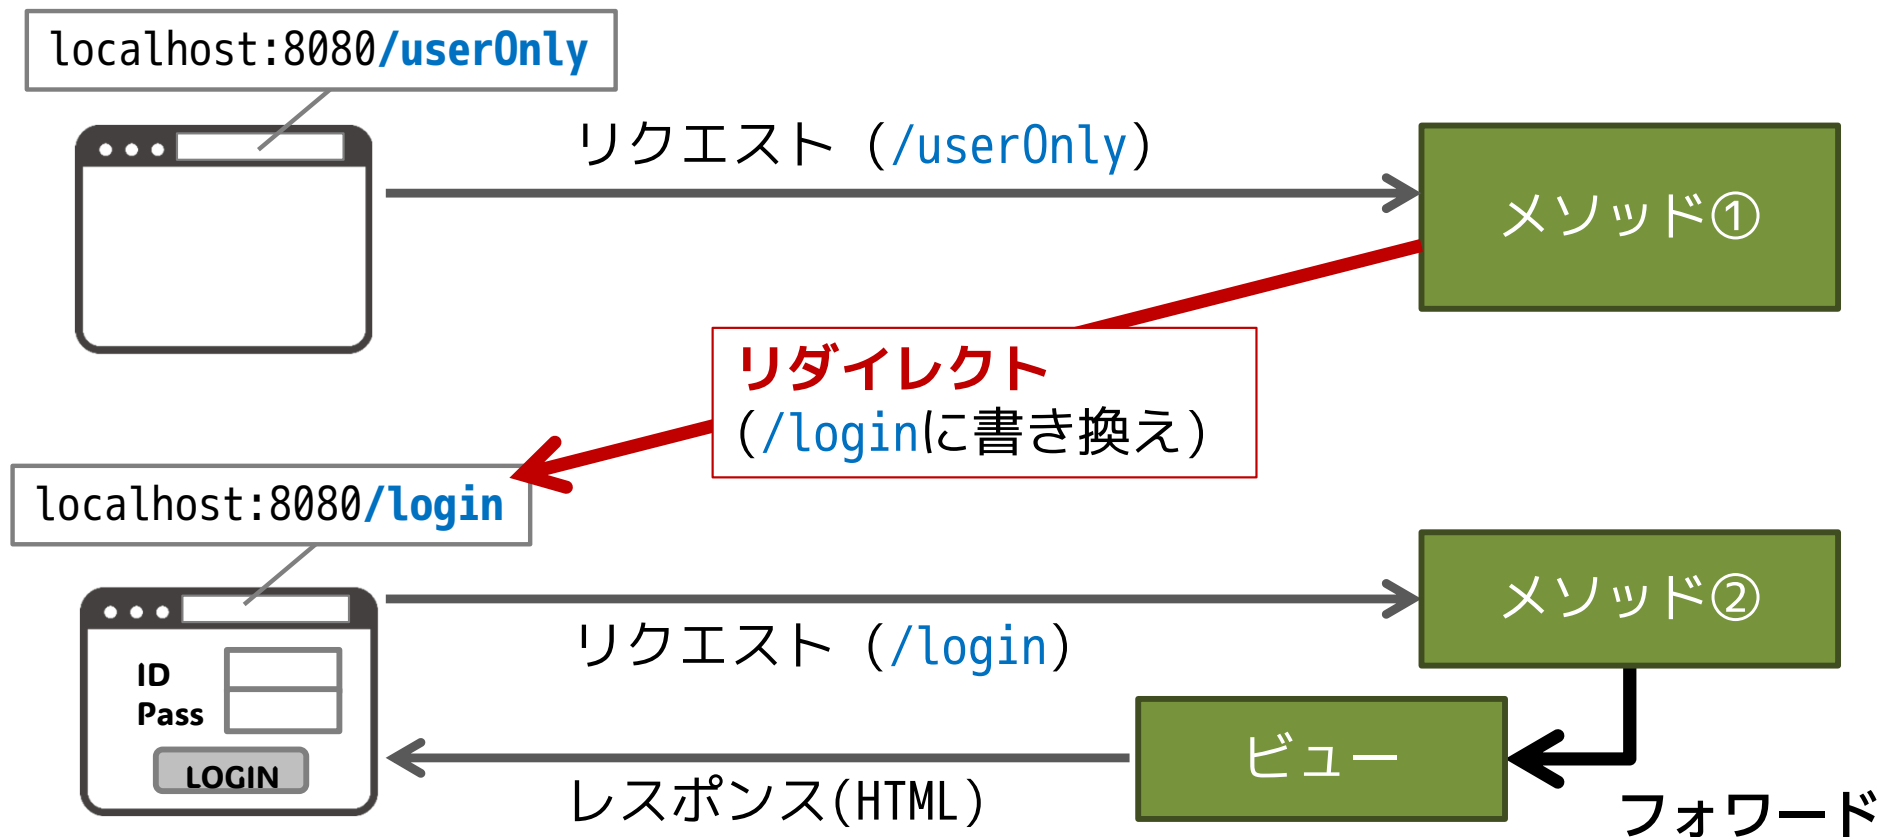 localhost:8080/userOnly
リクエスト (/userOnly)
メソッド①
リダイレクト
(/loginに書き換え)
localhost:8080/login
メソッド②
リクエスト (/login)
ID
Pass
LOGIN
ビュー
レスポンス(HTML)
フォワード